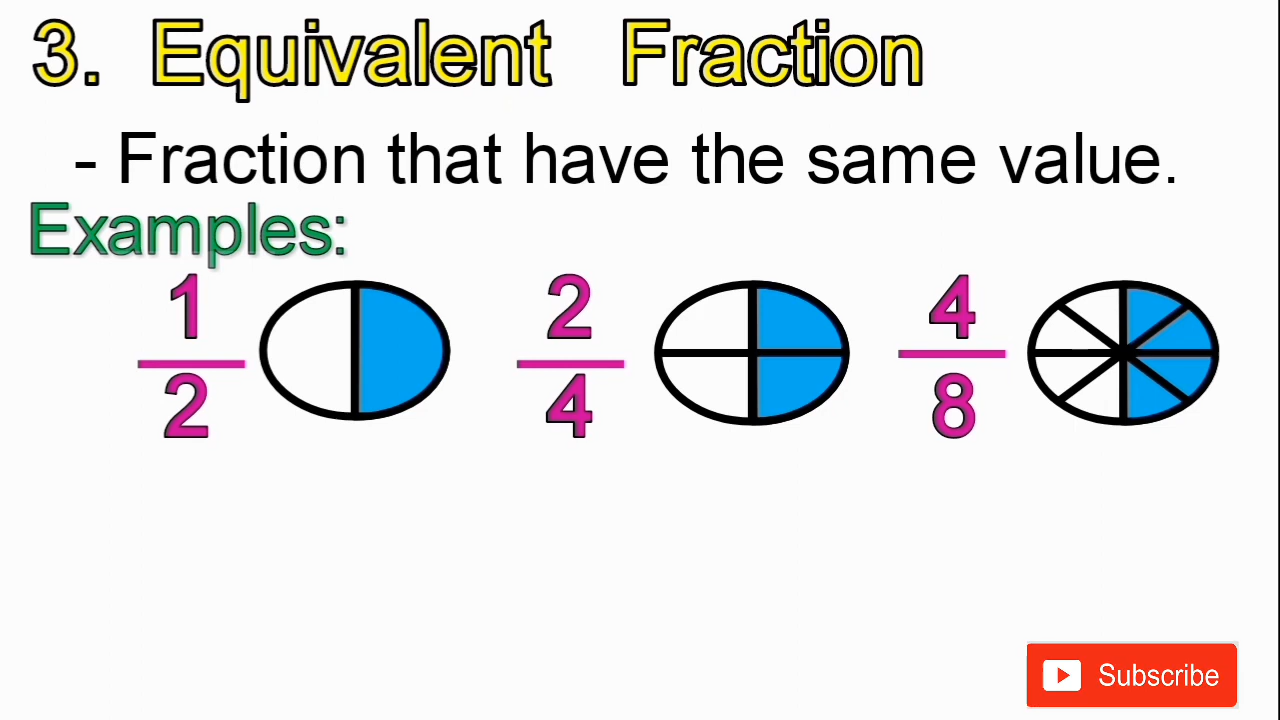 3. Equivalent Fraction
- Fraction that have the same value.
Examples:
1 2 4
2 4 8
Subscribe